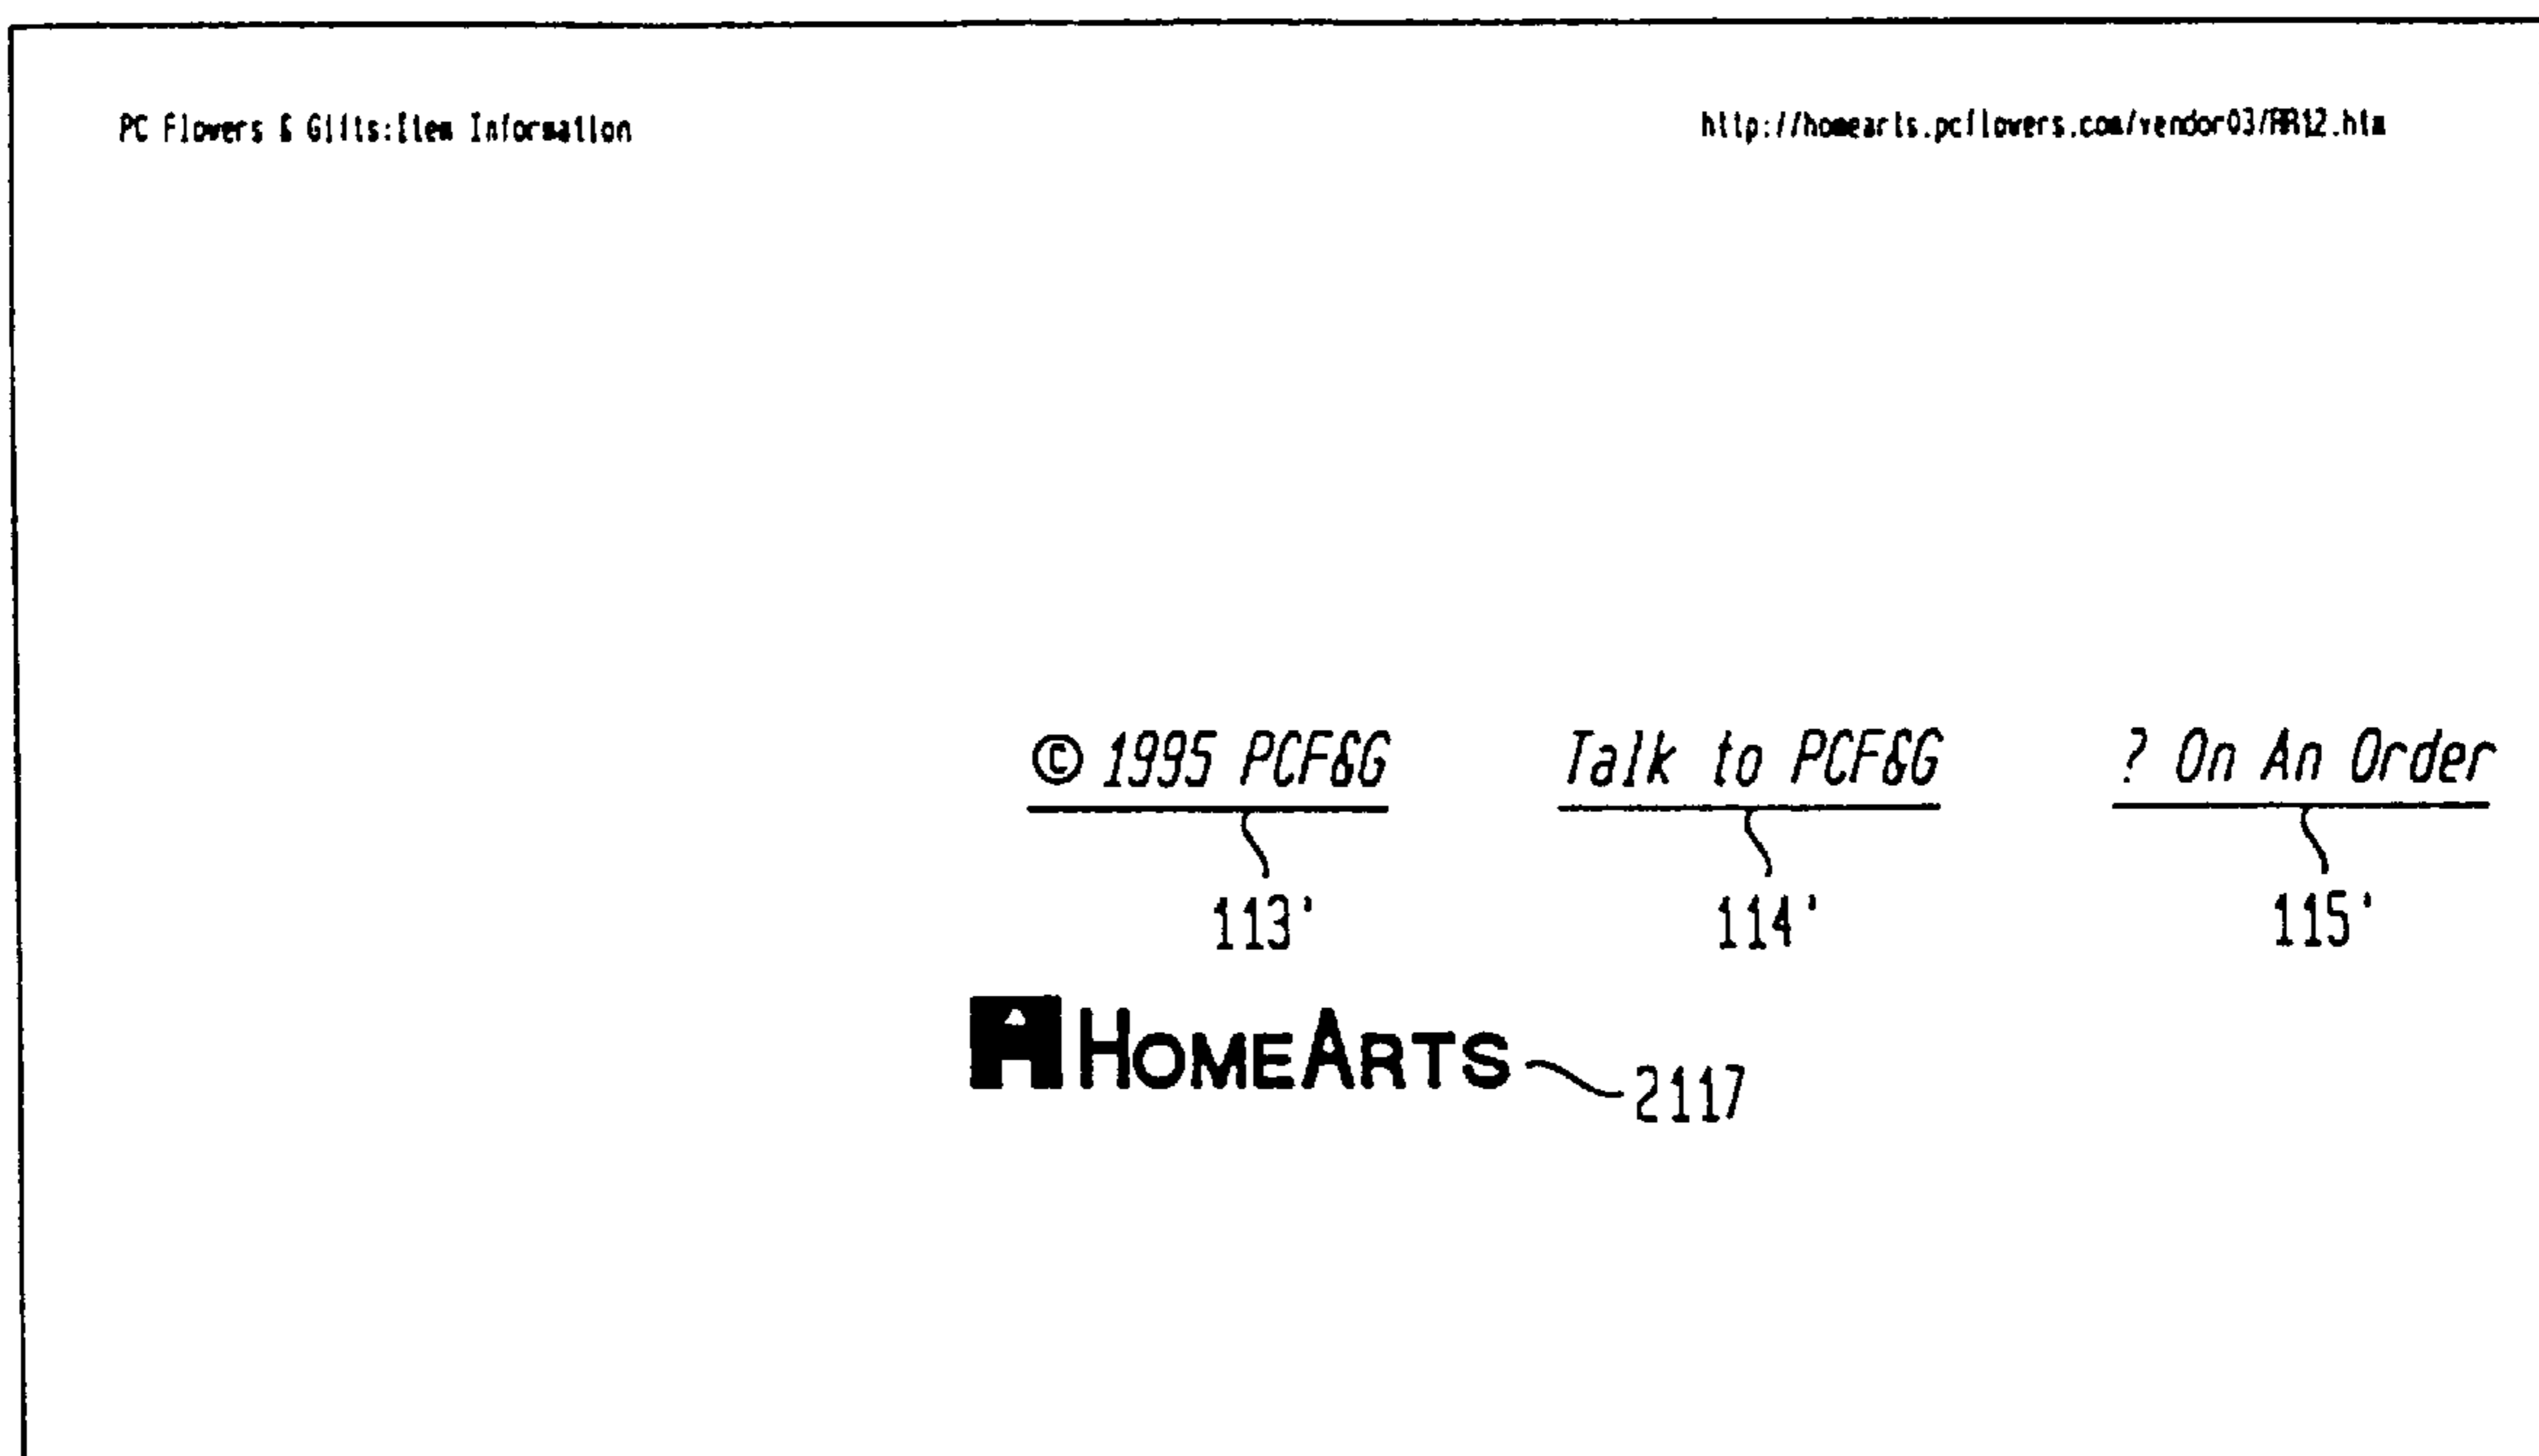 PC Flowers & Gifts:Item Information http://homearts.pcflowers.com/vendor03/RR12.htm
© 1995 PCF&G Talk to PCF&G ? On An Order
113' 114' 115'
HOMEARTS 2117